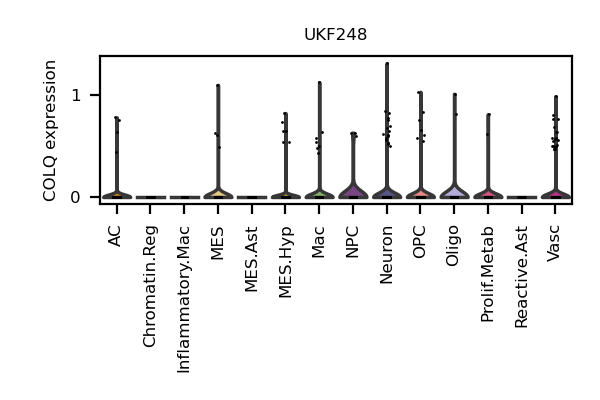 UKF248
COLQ expression
1
0
AC
Chromatin.Reg
Inflammatory.Mac
MES
MES.Ast
MES.Hyp
Mac
NPC
Neuron
OPC
Oligo
Prolif.Metab
Reactive.Ast
Vasc